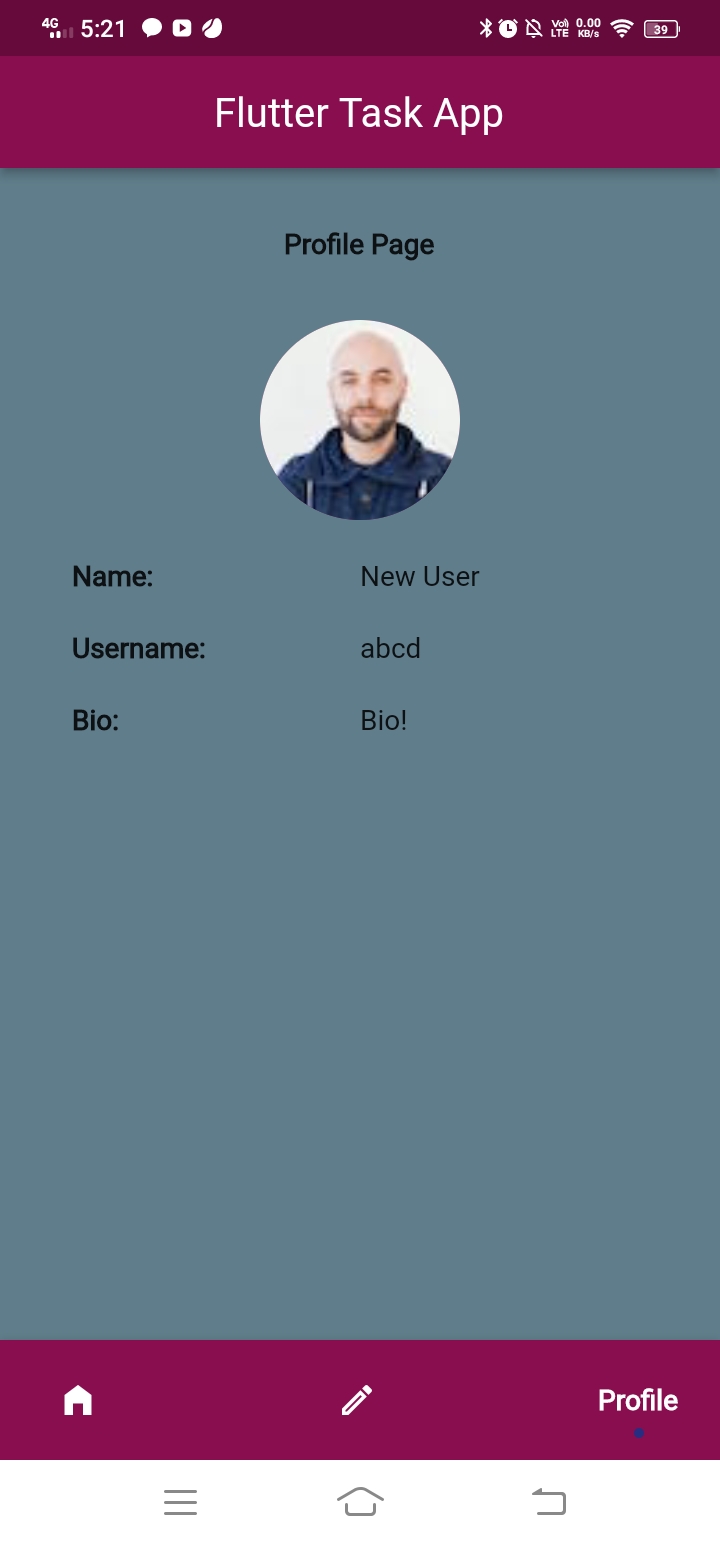 4G 5:21 Vo) LTE 0.00 KB/s 39
Flutter Task App
Profile Page
Name: New User
Username: abcd
Bio: Bio!
Profile